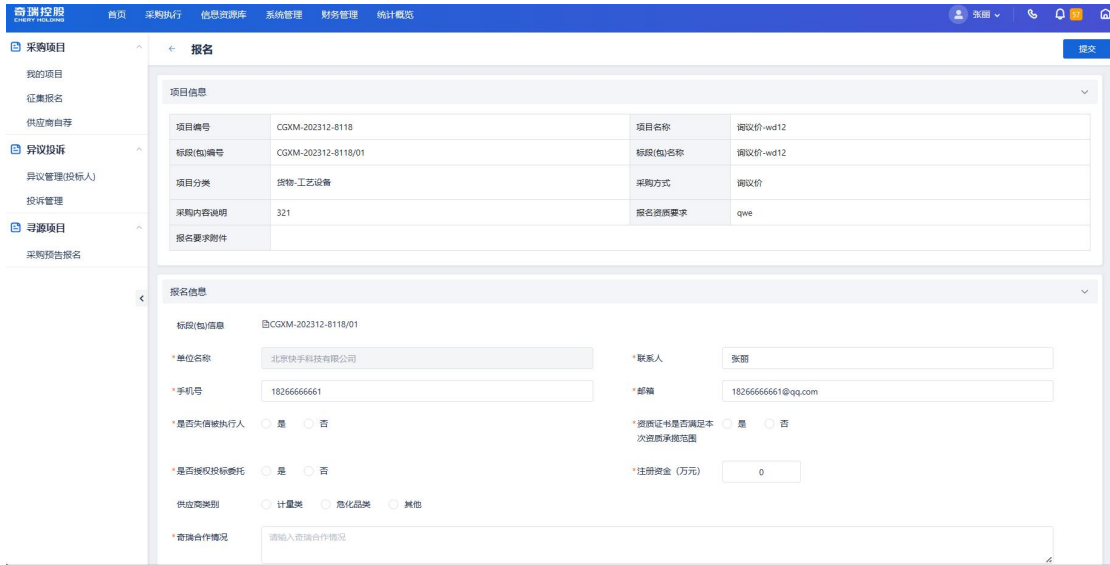 奇瑞控股
CHERY HOLDING
首页 采购执行 信息资源库 系统管理 财务管理 统计概览
张丽
57
采购项目
我的项目
征集报名
供应商自荐
异议投诉
异议管理(投标人)
投诉管理
寻源项目
采购预告报名
← 报名
提交
项目信息
项目编号 CGXM-202312-8118 项目名称 询议价-wd12
标段(包)编号 CGXM-202312-8118/01 标段(包)名称 询议价-wd12
项目分类 货物-工艺设备 采购方式 询议价
采购内容说明 321 报名资质要求 qwe
报名要求附件
报名信息
标段(包)信息 CGXM-202312-8118/01
*单位名称 北京快手科技有限公司 *联系人 张丽
*手机号 18266666661 *邮箱 18266666661@qq.com
*是否失信被执行人 是 否 *资质证书是否满足本
次资质承揽范围 是 否
*是否授权投标委托 是 否 *注册资金（万元） 0
供应商类别 计量类 危化品类 其他
*奇瑞合作情况 请输入奇瑞合作情况